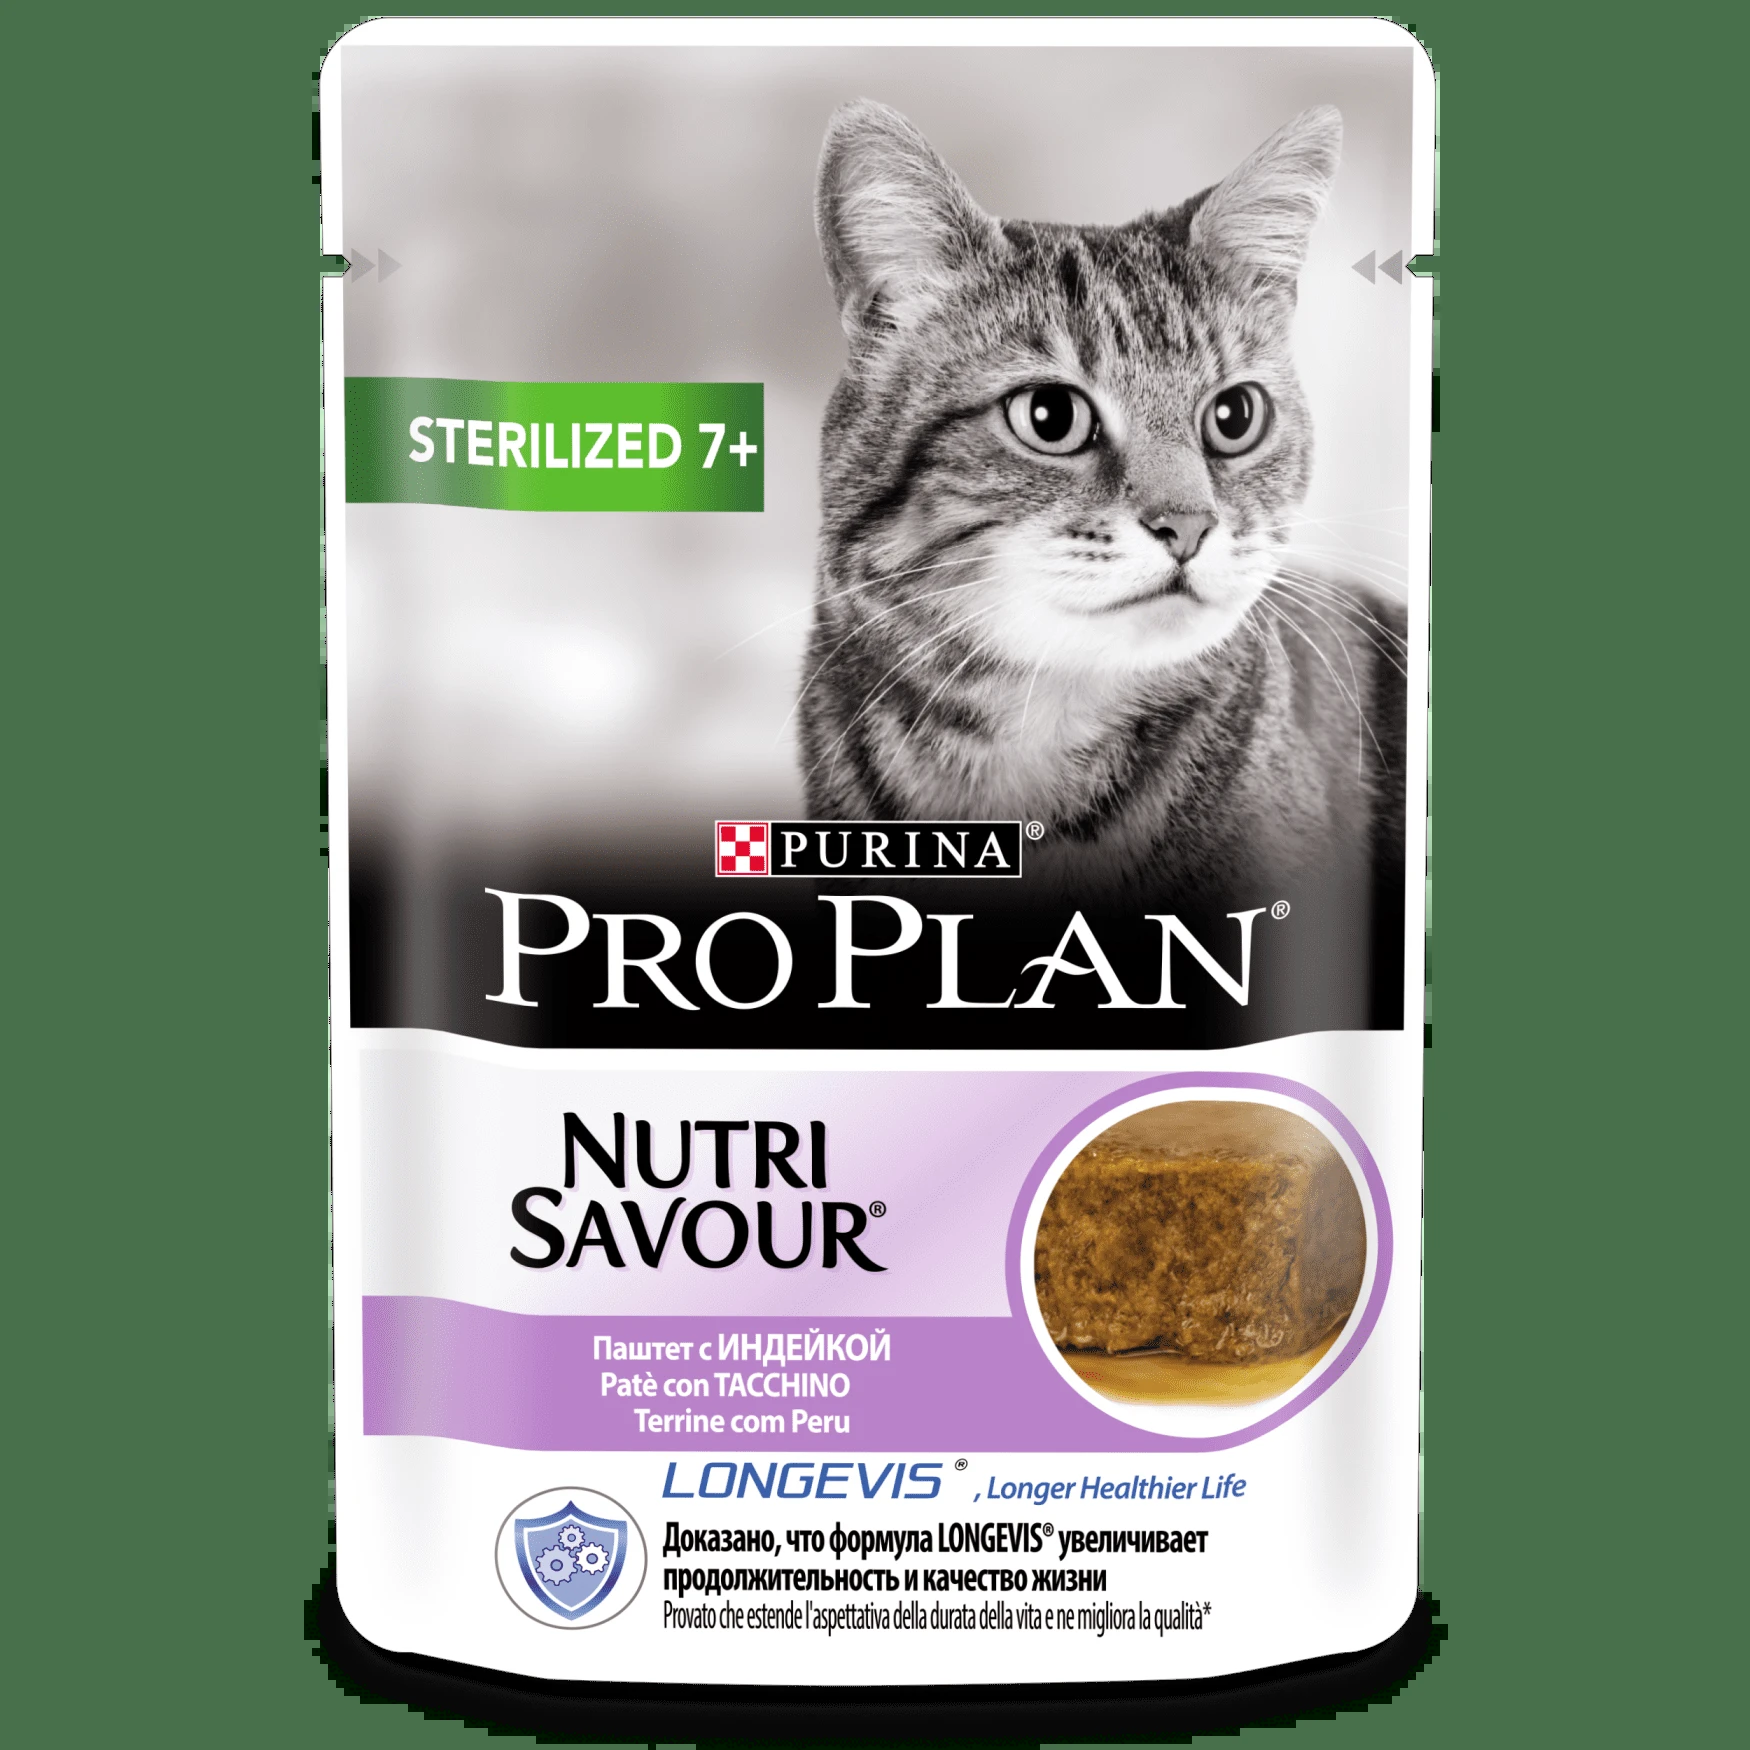 STERILIZED 7+
PURINA®
PRO PLAN®
NUTRI
SAVOUR®
Паштет с ИНДЕЙКОЙ
Patè con TACCHINO
Terrine com Peru
LONGEVIS®, Longer Healthier Life
Доказано, что формула LONGEVIS® увеличивает
продолжительность и качество жизни
Provato che estende l'aspettativa della durata della vita e ne migliora la qualità*